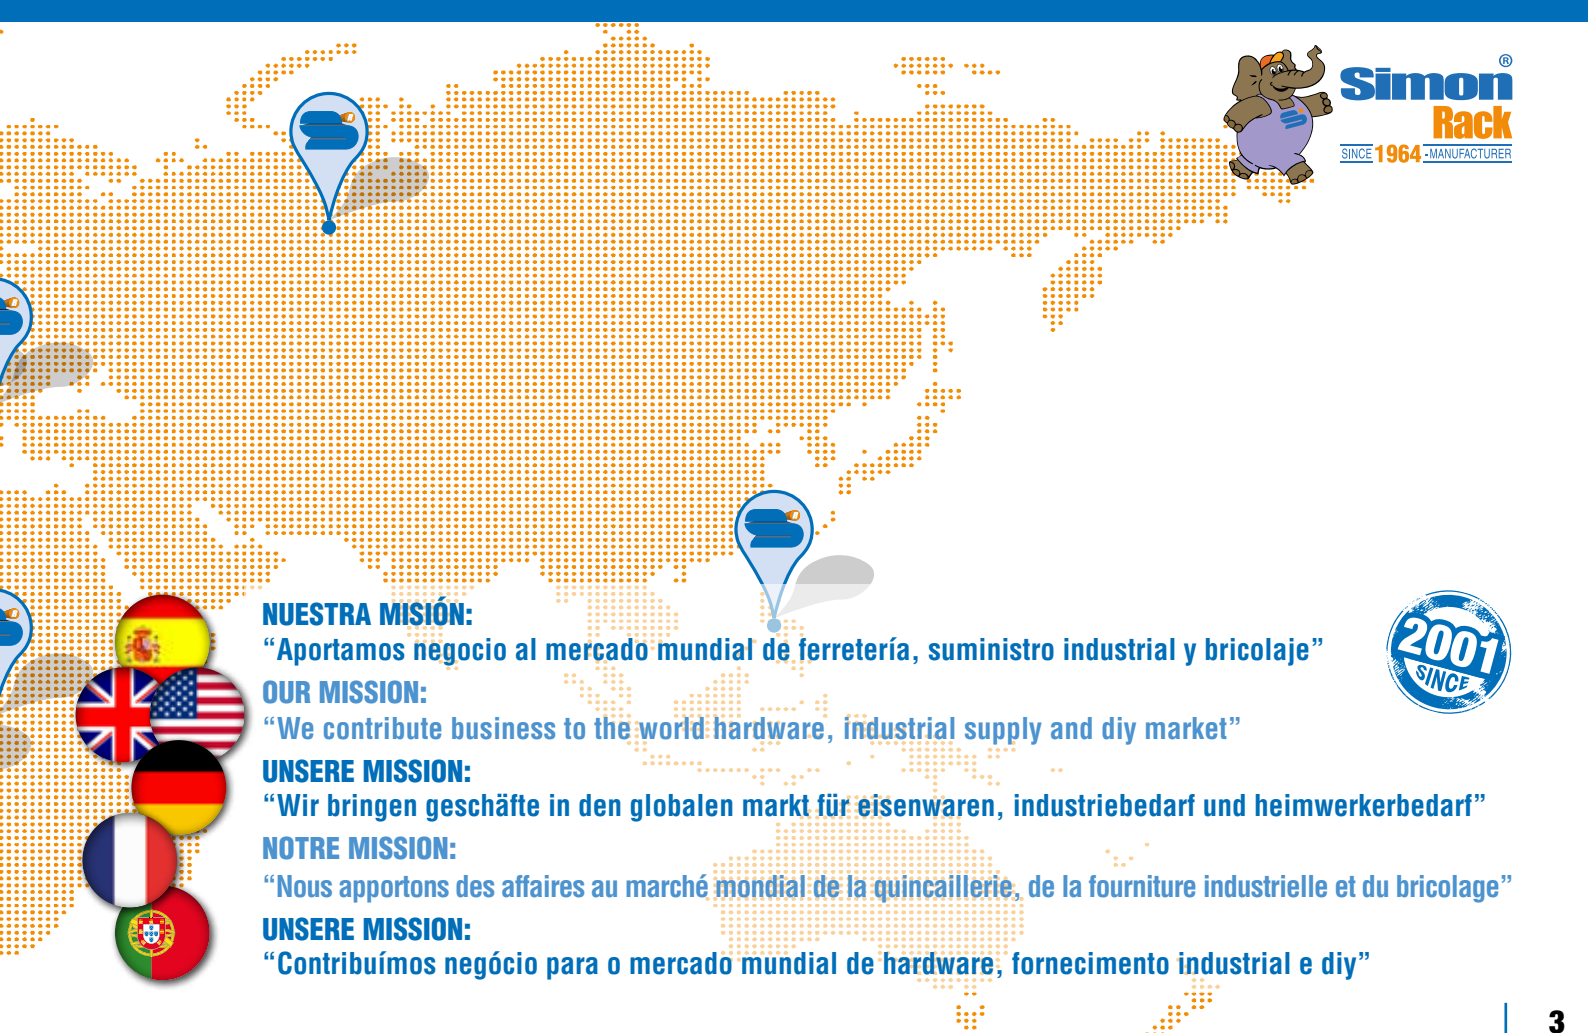 Simon®
Rack
SINCE 1964 - MANUFACTURER
NUESTRA MISIÓN:
“Aportamos negocio al mercado mundial de ferretería, suministro industrial y bricolaje”
OUR MISSION:
“We contribute business to the world hardware, industrial supply and diy market”
UNSERE MISSION:
“Wir bringen geschäfte in den globalen markt für eisenwaren, industriebedarf und heimwerkerbedarf”
NOTRE MISSION:
“Nous apportons des affaires au marché mondial de la quincaillerie, de la fourniture industrielle et du bricolage”
UNSERE MISSION:
“Contribuímos negócio para o mercado mundial de hardware, fornecimento industrial e diy”
2001
SINCE
3